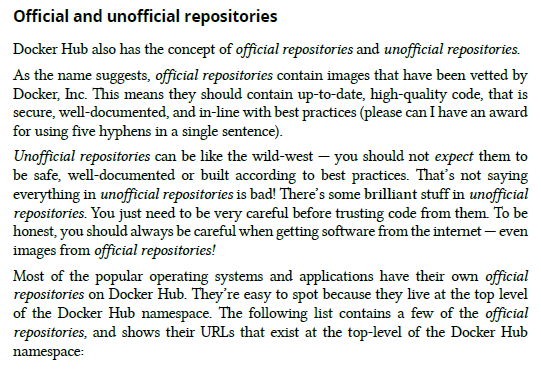 Official and unofficial repositories
Docker Hub also has the concept of official repositories and unofficial repositories.
As the name suggests, official repositories contain images that have been vetted by
Docker, Inc. This means they should contain up-to-date, high-quality code, that is
secure, well-documented, and in-line with best practices (please can I have an award
for using five hyphens in a single sentence).
Unofficial repositories can be like the wild-west — you should not expect them to
be safe, well-documented or built according to best practices. That's not saying
everything in unofficial repositories is bad! There's some brilliant stuff in unofficial
repositories. You just need to be very careful before trusting code from them. To be
honest, you should always be careful when getting software from the internet — even
images from official repositories!
Most of the popular operating systems and applications have their own official
repositories on Docker Hub. They're easy to spot because they live at the top level
of the Docker Hub namespace. The following list contains a few of the official
repositories, and shows their URLs that exist at the top-level of the Docker Hub
namespace: